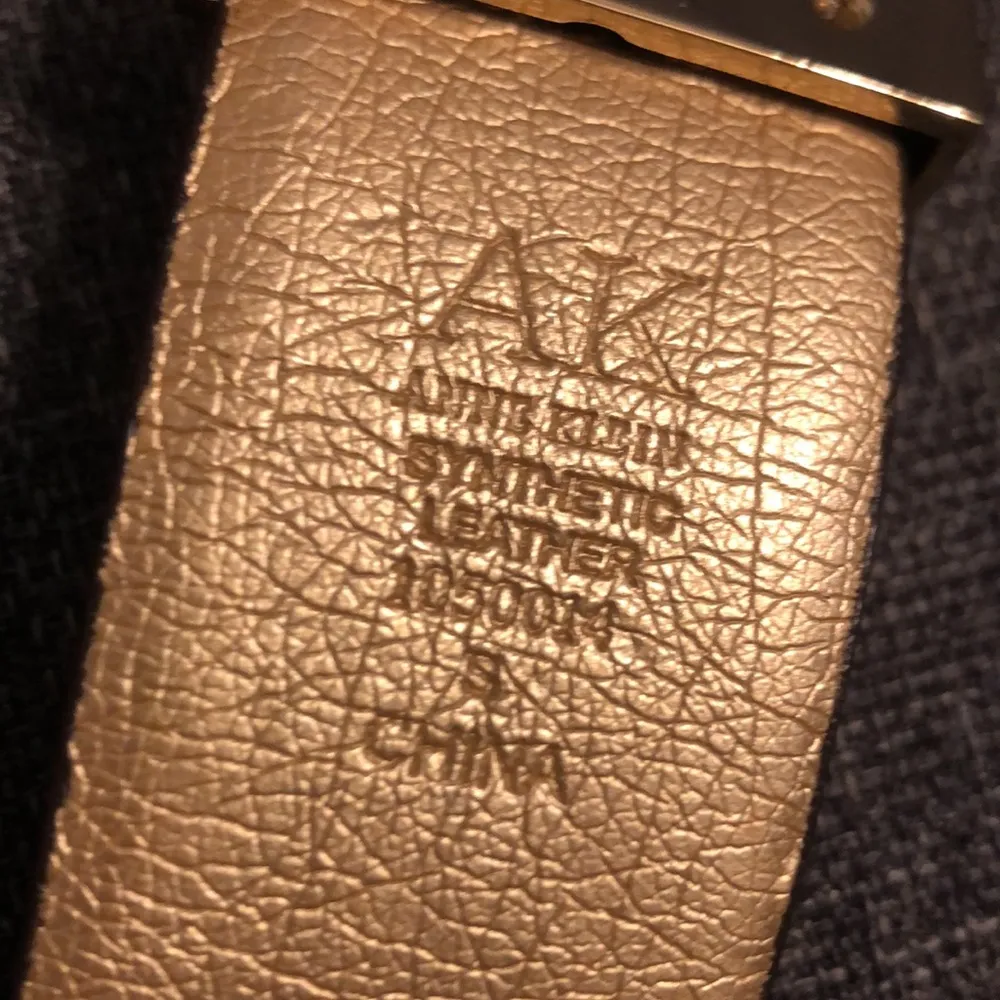 AK
ANNE KLEIN
SYNTHETIC
LEATHER
1050014
S
CHINA